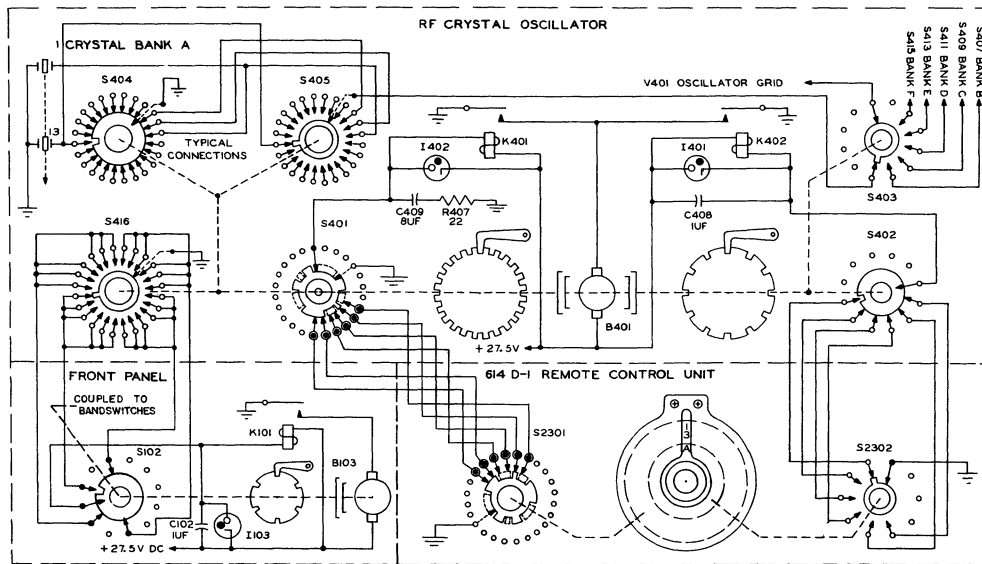 RF CRYSTAL OSCILLATOR
1 CRYSTAL BANK A
S404
S405
13
TYPICAL
CONNECTIONS
V401 OSCILLATOR GRID
S415 BANK F
S413 BANK E
S411 BANK D
S409 BANK C
S407 BANK B
I402
K401
I401
K402
S403
C409
8UF
R407
22
C408
1UF
S416
S401
S402
B401
+27.5V
FRONT PANEL
COUPLED TO
BANDSWITCHES
614 D-1 REMOTE CONTROL UNIT
S102
K101
B103
S2301
13
A
S2302
C102
1UF
I103
+27.5V DC